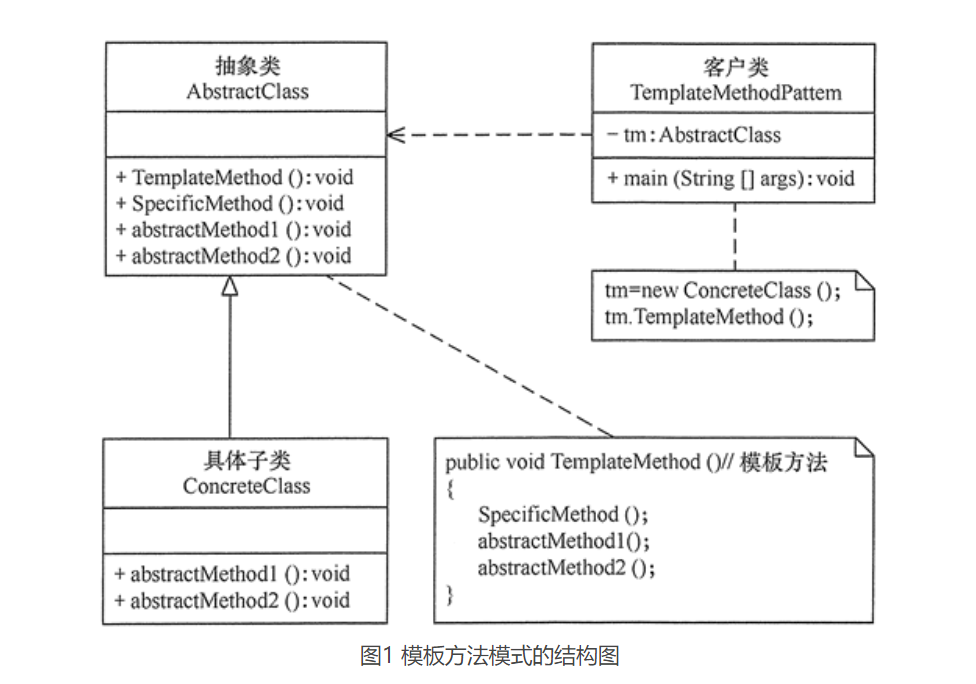 抽象类
AbstractClass
+ TemplateMethod (): void
+ SpecificMethod (): void
+ abstractMethod1 (): void
+ abstractMethod2 (): void
客户类
TemplateMethodPattem
- tm: AbstractClass
+ main (String [] args): void
tm=new ConcreteClass ();
tm.TemplateMethod ();
具体子类
ConcreteClass
+ abstractMethod1 (): void
+ abstractMethod2 (): void
public void TemplateMethod ()// 模板方法
{
SpecificMethod ();
abstractMethod1();
abstractMethod2 ();
}
图1 模板方法模式的结构图